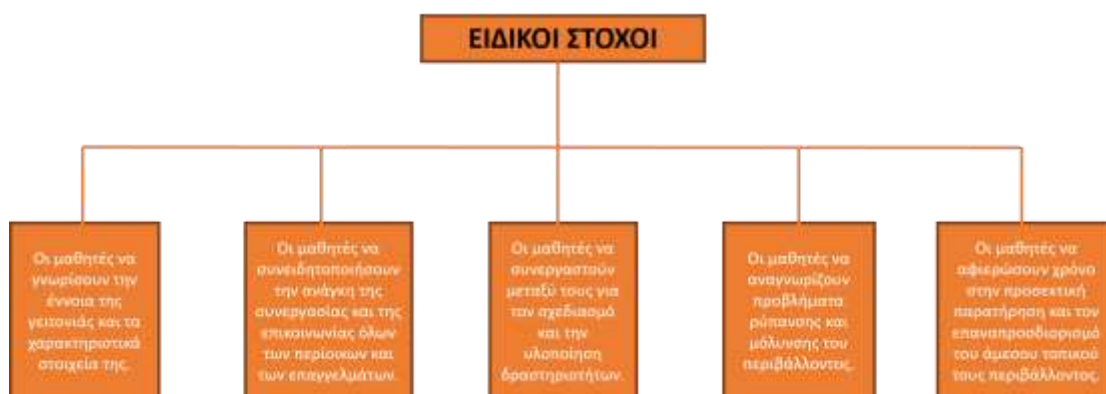 ΕΙΔΙΚΟΙ ΣΤΟΧΟΙ
Οι μαθητές να
γνωρίσουν την
έννοια της
γειτονιάς και τα
χαρακτηριστικά
στοιχεία της.
Οι μαθητές να
συνειδητοποιήσουν
την ανάγκη της
συνεργασίας και της
επικοινωνίας όλων
των περίοικων και
των επαγγελμάτων.
Οι μαθητές να
συνεργαστούν
μεταξύ τους για
τον σχεδιασμό
και την
υλοποίηση
δραστηριοτήτων.
Οι μαθητές να
αναγνωρίζουν
προβλήματα
ρύπανσης και
μόλυνσης του
περιβάλλοντος.
Οι μαθητές να
αφιερώσουν χρόνο
στην προσεκτική
παρατήρηση και τον
επαναπροσδιορισμό
του άμεσου τοπικού
τους περιβάλλοντος.